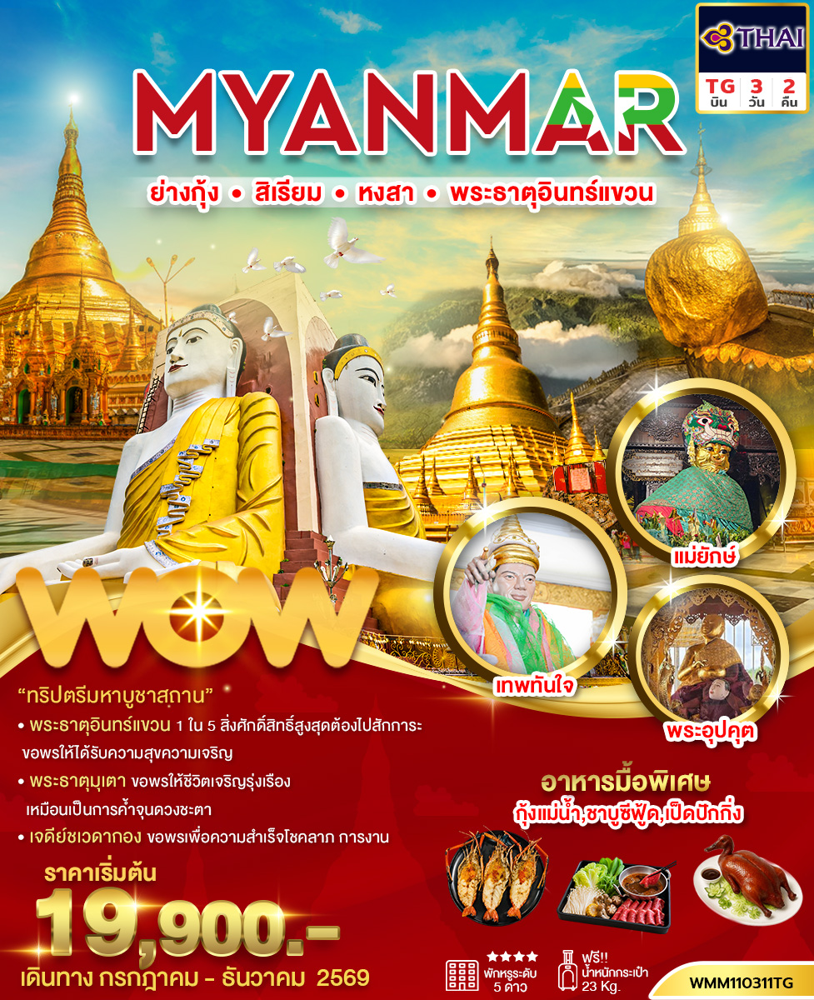 THAI
TG 3 2
บิน วัน คืน
MYANMAR
ย่างกุ้ง • สิเรียม • หงสา • พระธาตุอินทร์แขวน
แม่ยักษ์
เทพทันใจ
พระอุปคุต
WOW
“ทริปตรีมหาบูชาสถาน”
• พระธาตุอินทร์แขวน 1 ใน 5 สิ่งศักดิ์สิทธิ์สูงสุดต้องไปสักการะ
ขอพรให้ได้รับความสุขความเจริญ
• พระธาตุมุเตา ขอพรให้ชีวิตเจริญรุ่งเรือง
เหมือนเป็นการค้ำจุนดวงชะตา
• เจดีย์ชเวดากอง ขอพรเพื่อความสำเร็จโชคลาภ การงาน
อาหารมื้อพิเศษ
กุ้งแม่น้ำ,ชาบูซีฟู้ด,เป็ดปักกิ่ง
ราคาเริ่มต้น
19,900.-
เดินทาง กรกฎาคม - ธันวาคม 2569
พักหรูระดับ
5 ดาว
ฟรี!!
น้ำหนักกระเป๋า
23 Kg.
WMM110311TG